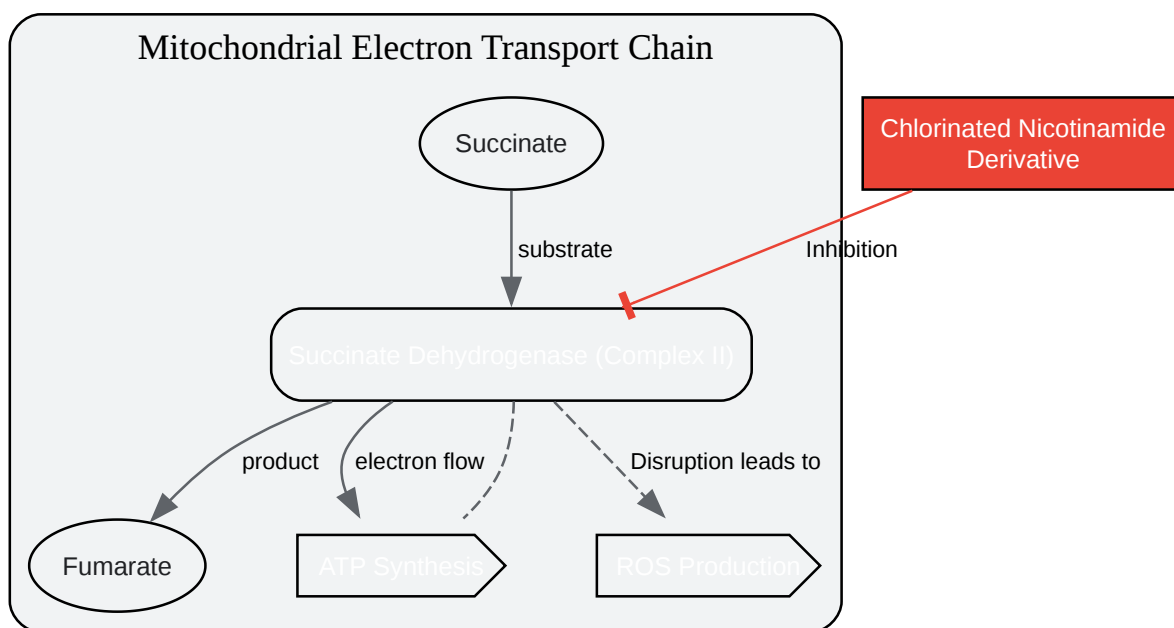 Mitochondrial Electron Transport Chain
Succinate
Chlorinated Nicotinamide
Derivative
substrate
Inhibition
Succinate Dehydrogenase (Complex II)
product
electron flow
Disruption leads to
Fumarate
ATP Synthesis
ROS Production